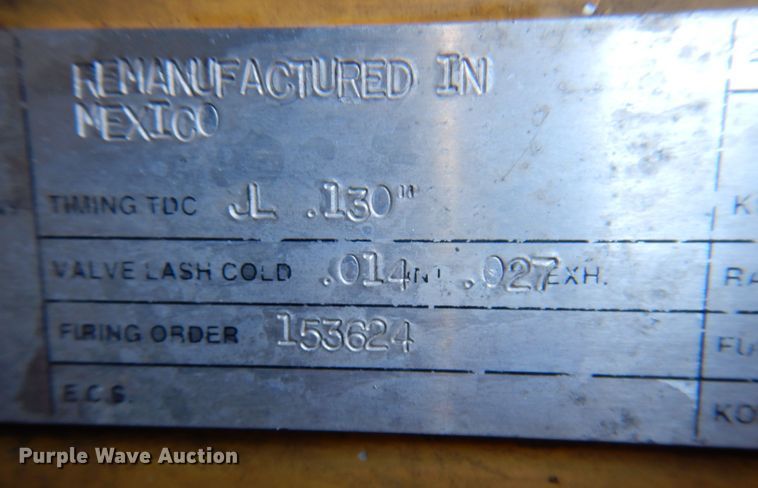 REMANUFACTURED IN
MEXICO
TIMING TDC JL .130"
VALVE LASH COLD .014 INT .027 EXH.
FIRING ORDER 153624
E.C.S.
Purple Wave Auction